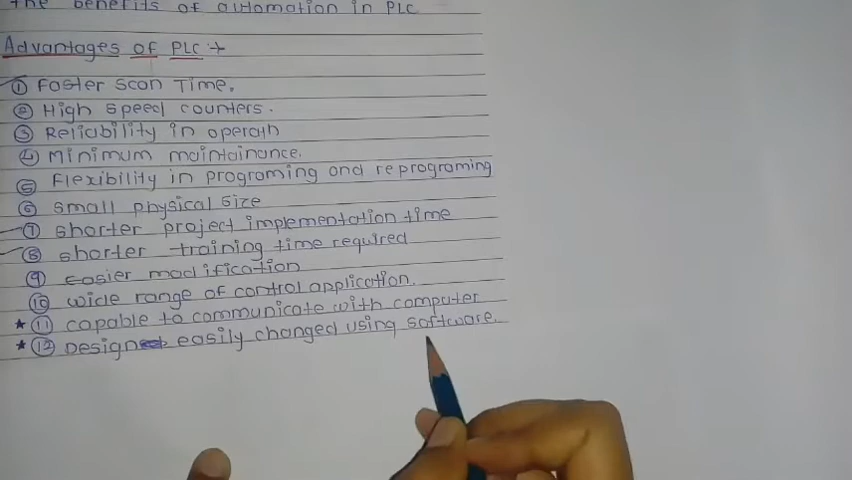 The benefits of automation in PLC
Advantages of PLC :+
① Faster scan Time.
② High speed counters.
③ Reliability in operatn
④ Minimum maintainance.
⑤ Flexibility in programing and reprograming
⑥ small physical size
⑦ shorter project implementation time
⑧ shorter training time required
⑨ Easier modification
⑩ wide range of control application.
★ ⑪ capable to communicate with computer
★ ⑫ Design easily changed using software.